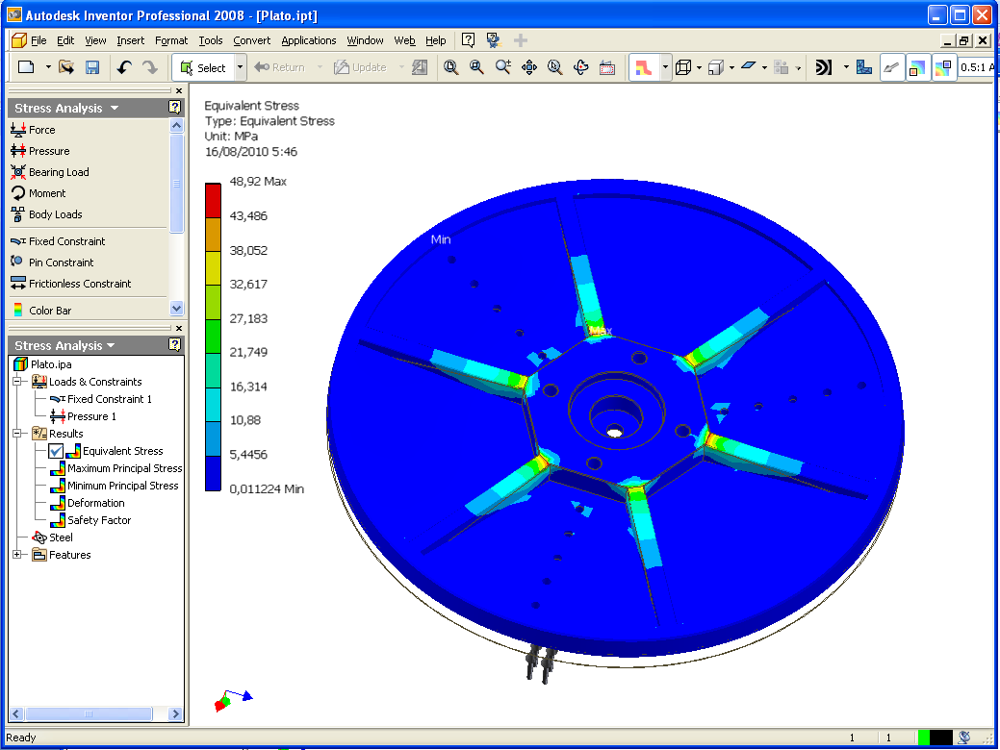 Autodesk Inventor Professional 2008 - [Plato.ipt]
File Edit View Insert Format Tools Convert Applications Window Web Help
Select Return Update 0.5:1 A
Stress Analysis
Force
Pressure
Bearing Load
Moment
Body Loads
Fixed Constraint
Pin Constraint
Frictionless Constraint
Color Bar
Stress Analysis
Plato.ipa
Loads & Constraints
Fixed Constraint 1
Pressure 1
Results
Equivalent Stress
Maximum Principal Stress
Minimum Principal Stress
Deformation
Safety Factor
Steel
Features
Equivalent Stress
Type: Equivalent Stress
Unit: MPa
16/08/2010 5:46
48,92 Max
43,486
38,052
32,617
27,183
21,749
16,314
10,88
5,4456
0,011224 Min
Min
Max
Ready
1 1